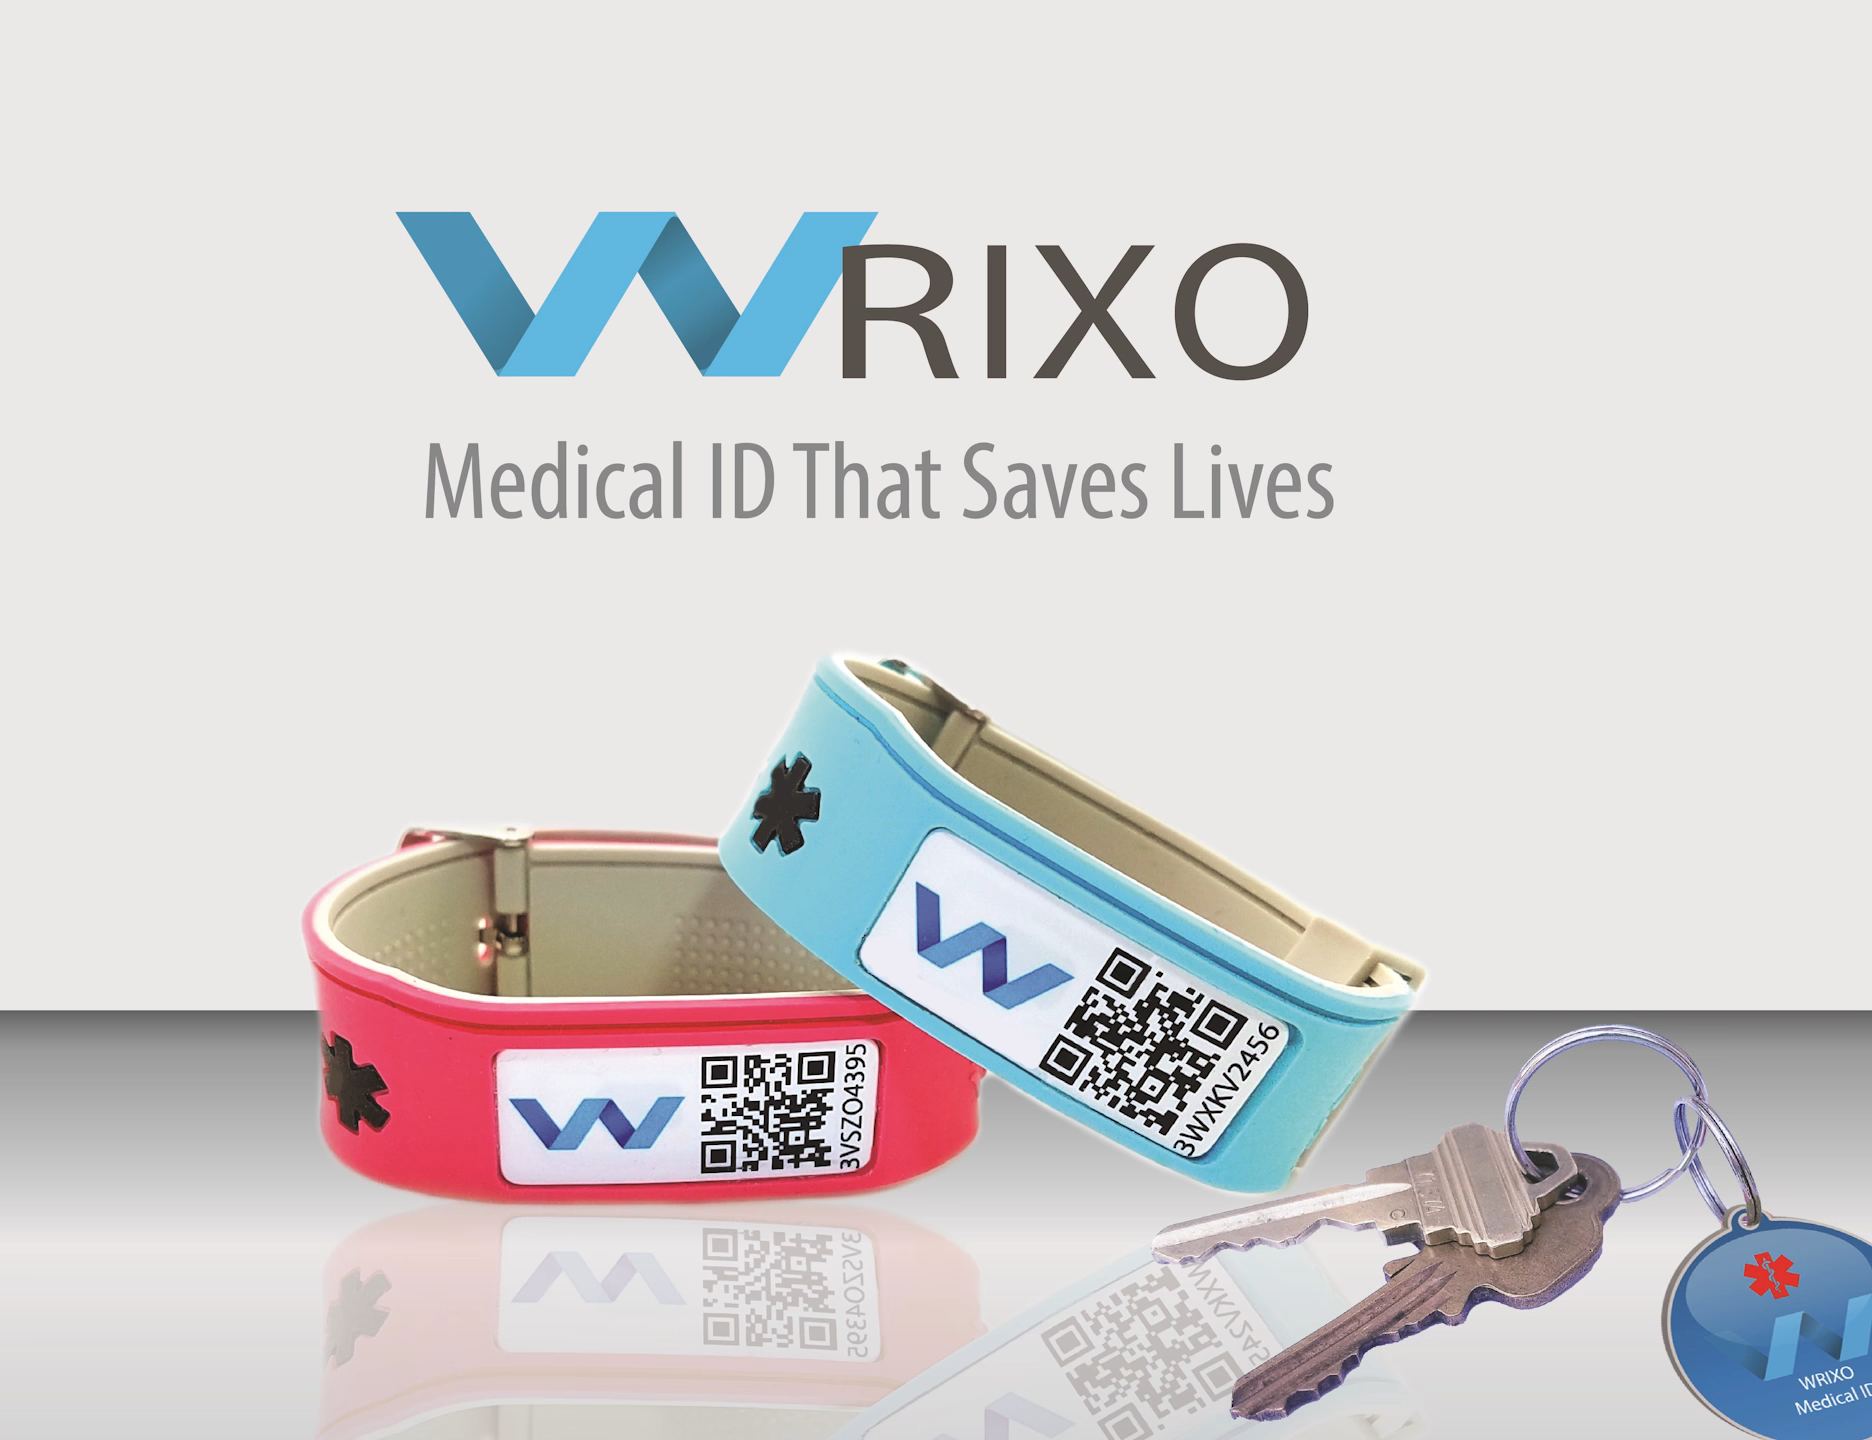 WRIXO
Medical ID That Saves Lives
W
3WXKV2456
W
3VSZO4395
W
WRIXO
Medical ID